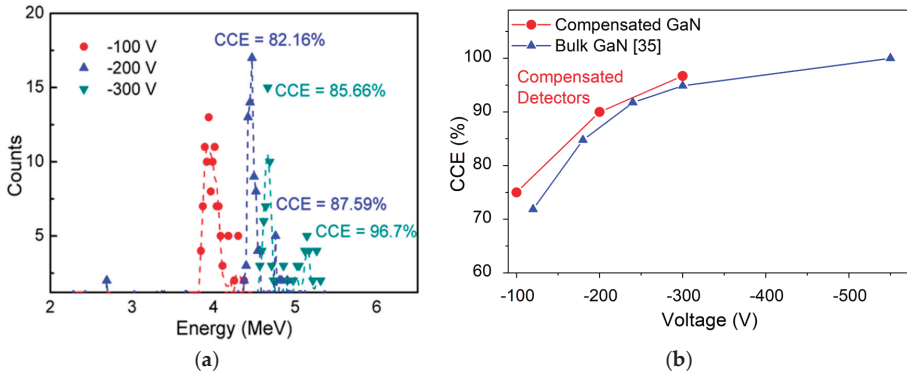 (a)
20
15
10
5
Counts
2
3
4
5
6
Energy (MeV)
-100 V
-200 V
-300 V
CCE = 82.16%
CCE = 85.66%
CCE = 87.59%
CCE = 96.7%
(b)
Compensated GaN
Bulk GaN [35]
Compensated
Detectors
100
90
80
70
60
CCE (%)
-100
-200
-300
-400
-500
Voltage (V)